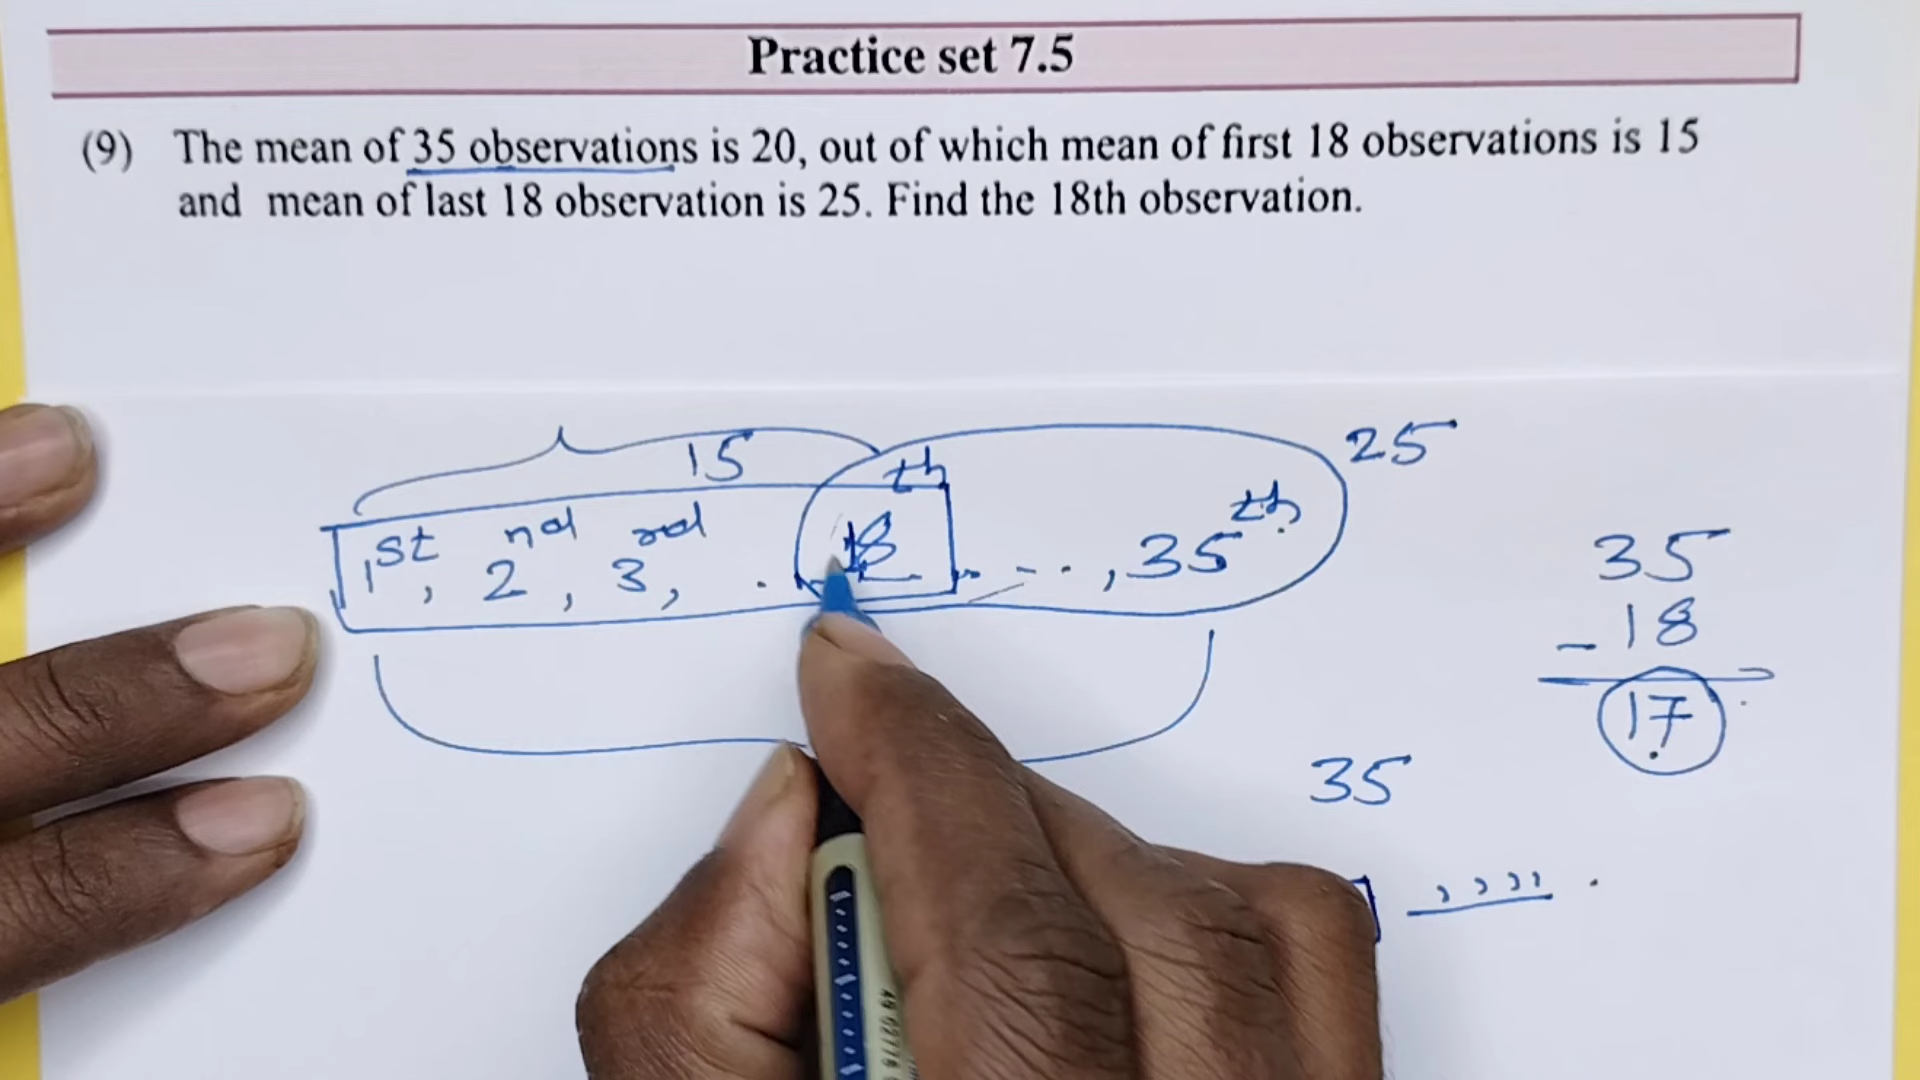 Practice set 7.5
(9) The mean of 35 observations is 20, out of which mean of first 18 observations is 15
and mean of last 18 observation is 25. Find the 18th observation.
15
25
1st, 2nd, 3rd, . 18th . - . . , 35th
35
- 18
17
35
, , , , .